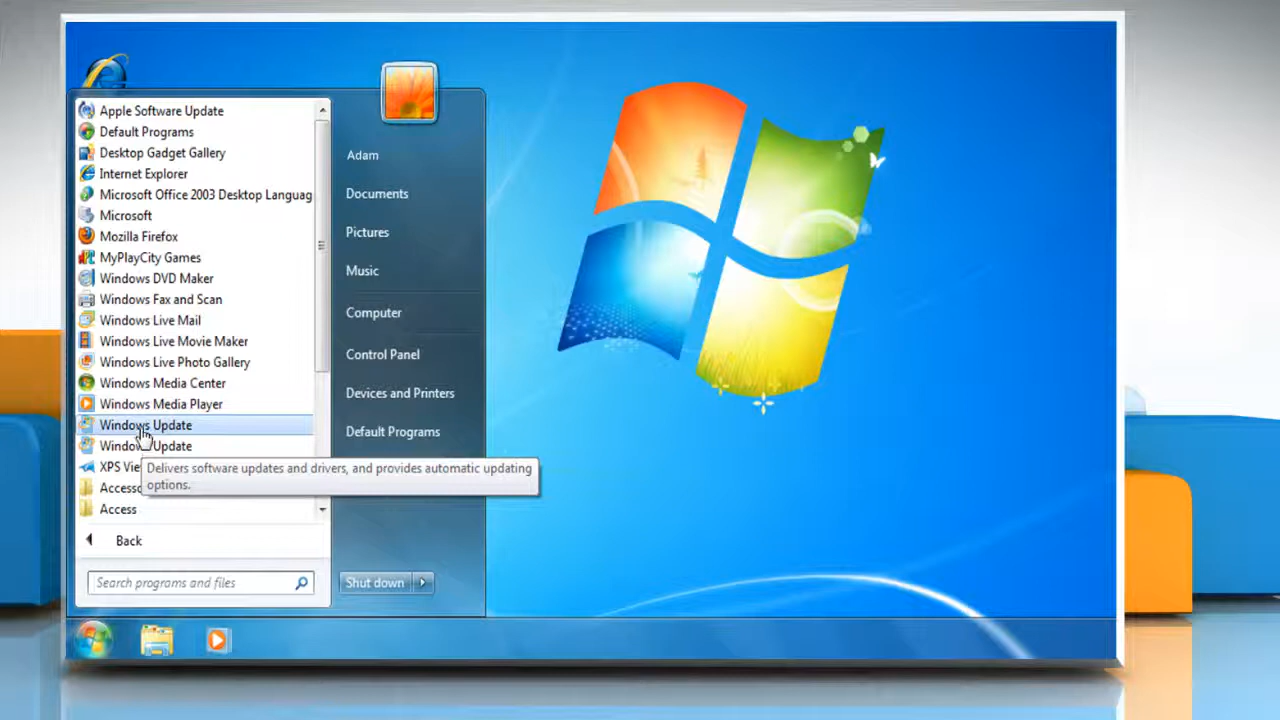 Apple Software Update
Default Programs
Desktop Gadget Gallery
Internet Explorer
Microsoft Office 2003 Desktop Languag
Microsoft
Mozilla Firefox
MyPlayCity Games
Windows DVD Maker
Windows Fax and Scan
Windows Live Mail
Windows Live Movie Maker
Windows Live Photo Gallery
Windows Media Center
Windows Media Player
Windows Update
Windows Update
XPS Vie
Accesso
Access
Back
Search programs and files
Adam
Documents
Pictures
Music
Computer
Control Panel
Devices and Printers
Default Programs
Delivers software updates and drivers, and provides automatic updating
options.
Shut down